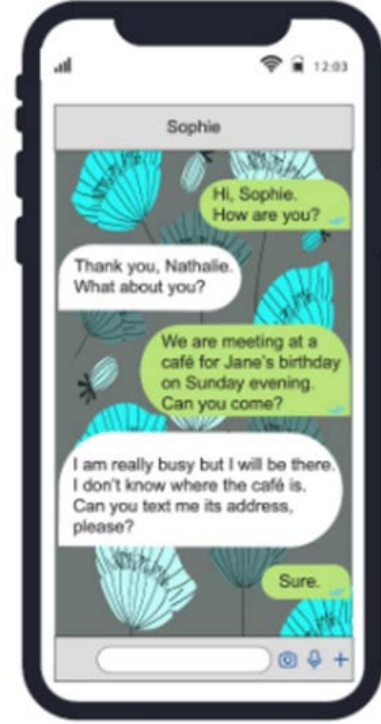 12:03
Sophie
Hi, Sophie.
How are you?
Thank you, Nathalie.
What about you?
We are meeting at a
café for Jane's birthday
on Sunday evening.
Can you come?
I am really busy but I will be there.
I don't know where the café is.
Can you text me its address,
please?
Sure.